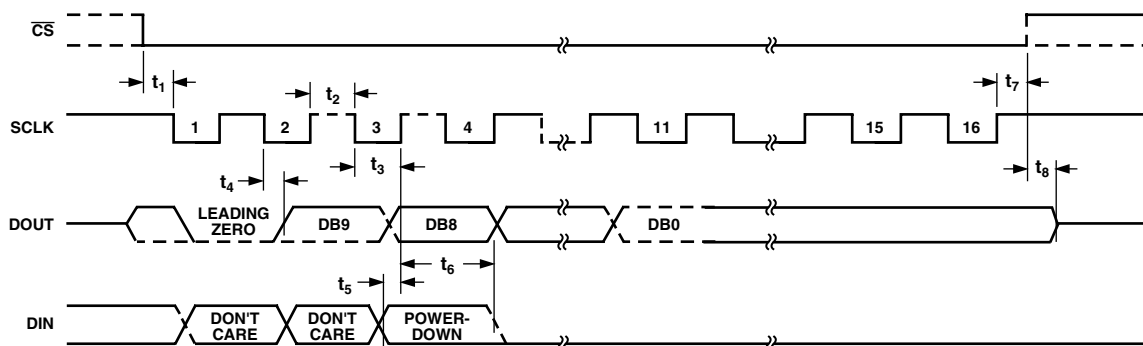 CS
t1
t2
t7
SCLK 1 2 3 4 11 15 16
t3
t4
t8
DOUT LEADING ZERO DB9 DB8 DB0
t6
t5
DIN DON'T CARE DON'T CARE POWER-DOWN